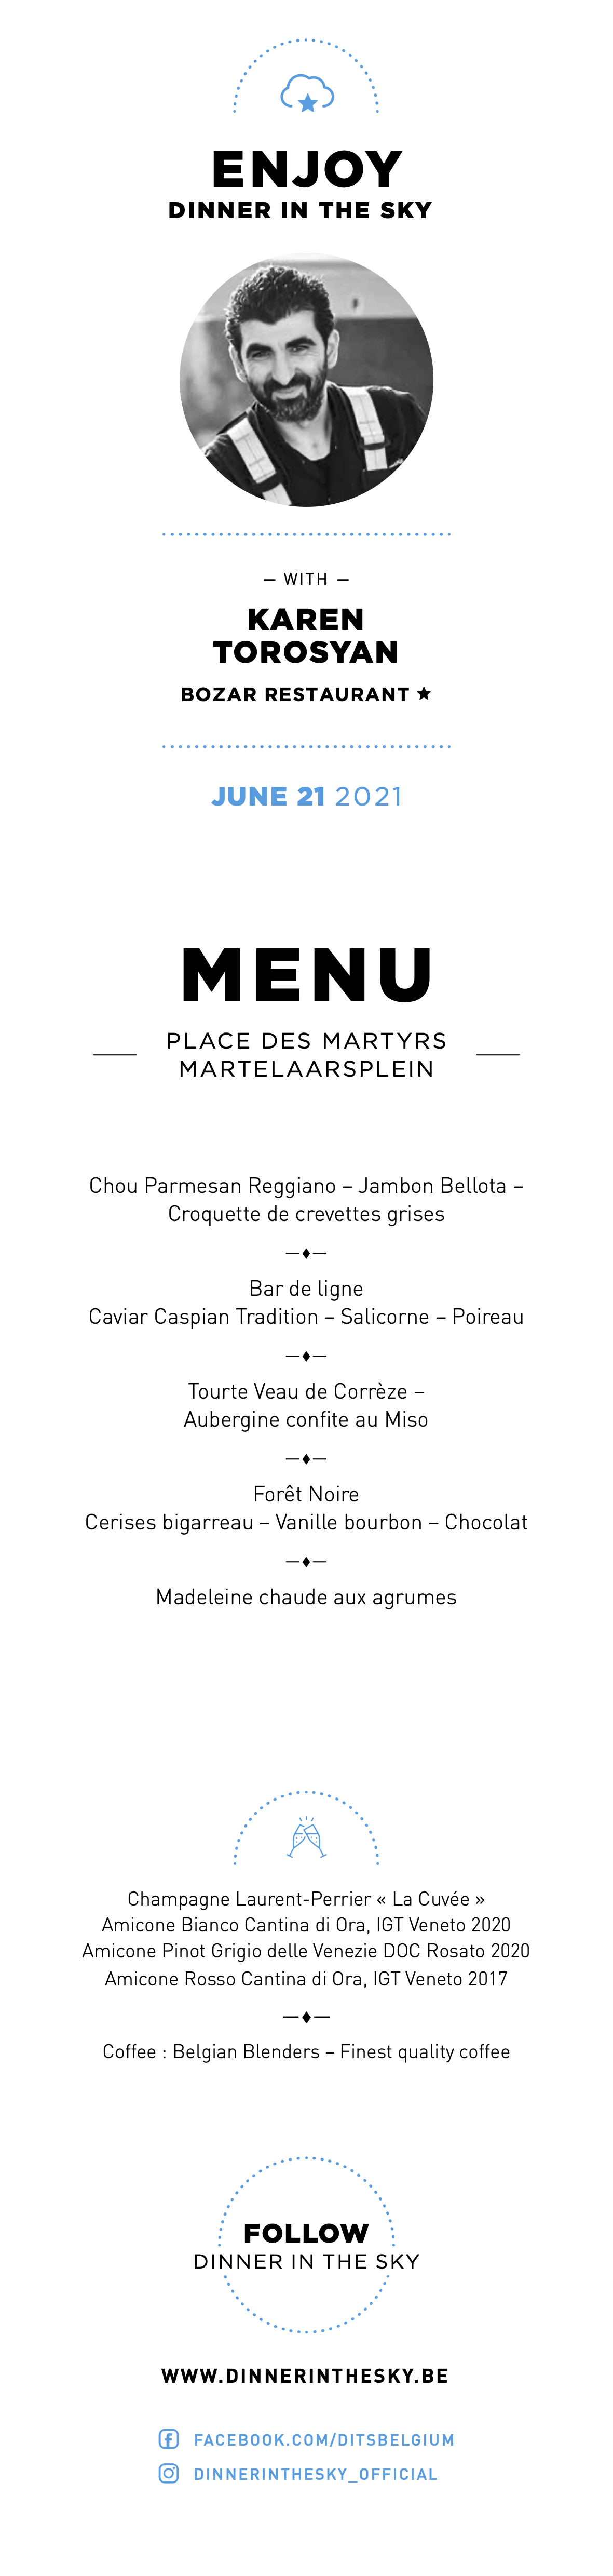 ENJOY
DINNER IN THE SKY
– WITH –
KAREN
TOROSYAN
BOZAR RESTAURANT ★
JUNE 21 2021
MENU
PLACE DES MARTYRS
MARTELAARSPLEIN
Chou Parmesan Reggiano – Jambon Bellota –
Croquette de crevettes grises
Bar de ligne
Caviar Caspian Tradition – Salicorne – Poireau
Tourte Veau de Corrèze –
Aubergine confite au Miso
Forêt Noire
Cerises bigarreau – Vanille bourbon – Chocolat
Madeleine chaude aux agrumes
Champagne Laurent-Perrier « La Cuvée »
Amicone Bianco Cantina di Ora, IGT Veneto 2020
Amicone Pinot Grigio delle Venezie DOC Rosato 2020
Amicone Rosso Cantina di Ora, IGT Veneto 2017
Coffee : Belgian Blenders – Finest quality coffee
FOLLOW
DINNER IN THE SKY
WWW.DINNERINTHESKY.BE
FACEBOOK.COM/DITSBELGIUM
DINNERINTHESKY_OFFICIAL